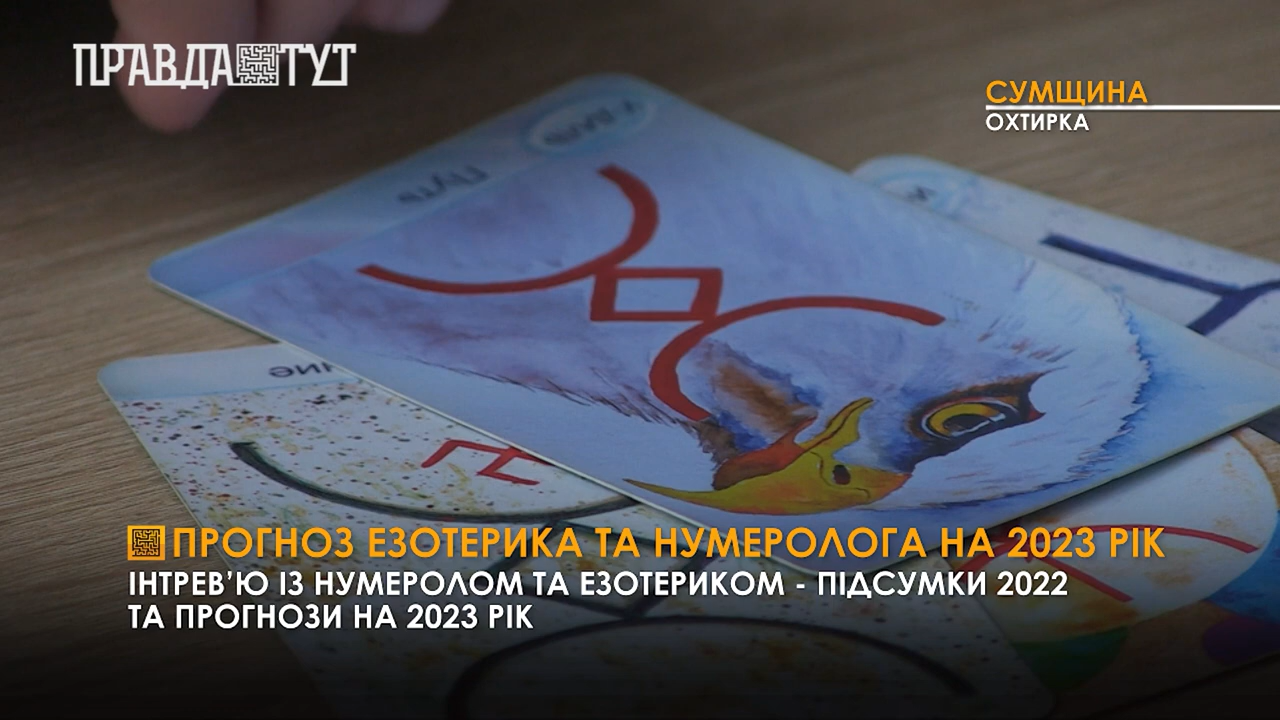 ПРАВДА ТУТ
СУМЩИНА
ОХТИРКА
Путь
ПРОГНОЗ ЕЗОТЕРИКА ТА НУМЕРОЛОГА НА 2023 РІК
ІНТРЕВ’Ю ІЗ НУМЕРОЛОМ ТА ЕЗОТЕРИКОМ - ПІДСУМКИ 2022
ТА ПРОГНОЗИ НА 2023 РІК